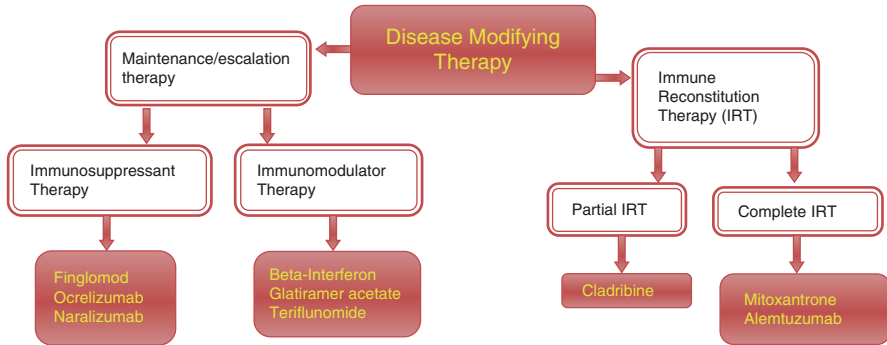 Disease Modifying
Therapy
Maintenance/escalation
therapy
Immune
Reconstitution
Therapy (IRT)
Immunosuppressant
Therapy
Immunomodulator
Therapy
Partial IRT
Complete IRT
Finglomod
Ocrelizumab
Naralizumab
Beta-Interferon
Glatiramer acetate
Teriflunomide
Cladribine
Mitoxantrone
Alemtuzumab